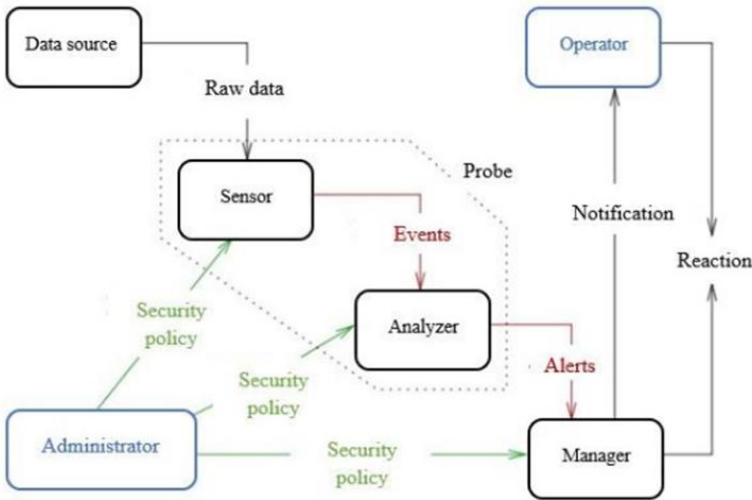 Data source
Operator
Raw data
Probe
Sensor
Notification
Events
Reaction
Security
policy
Analyzer
Alerts
Security
policy
Administrator
Security
policy
Manager